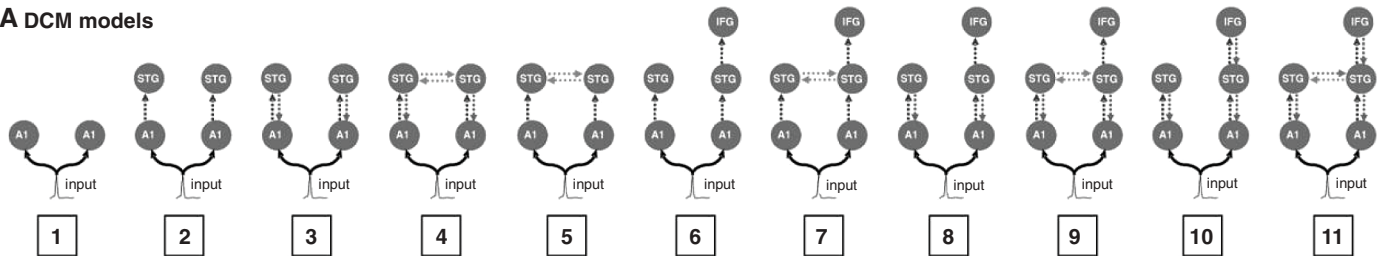 A DCM models
IFG IFG IFG IFG IFG IFG
STG STG STG STG STG STG STG STG STG STG STG STG STG STG STG STG STG STG STG STG
A1 A1 A1 A1 A1 A1 A1 A1 A1 A1 A1 A1 A1 A1 A1 A1 A1 A1 A1 A1 A1 A1
input input input input input input input input input input input
1 2 3 4 5 6 7 8 9 10 11